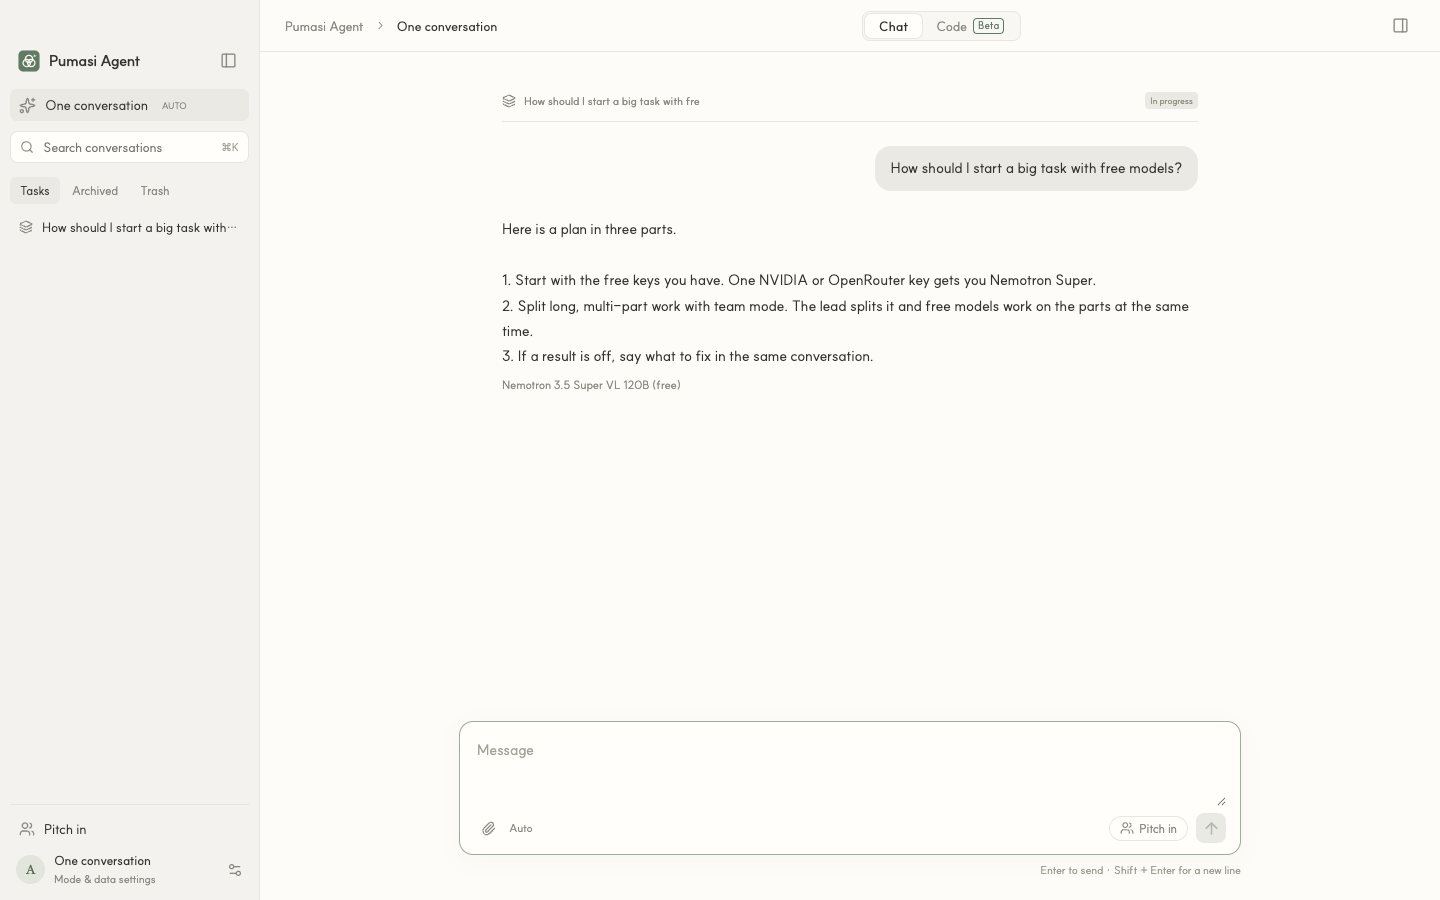 Pumasi Agent
One conversation AUTO
Search conversations ⌘K
Tasks Archived Trash
How should I start a big task with···
Pitch in
A
One conversation
Mode & data settings
Pumasi Agent > One conversation
Chat Code Beta
How should I start a big task with fre
In progress
How should I start a big task with free models?
Here is a plan in three parts.
1. Start with the free keys you have. One NVIDIA or OpenRouter key gets you Nemotron Super.
2. Split long, multi-part work with team mode. The lead splits it and free models work on the parts at the same
time.
3. If a result is off, say what to fix in the same conversation.
Nemotron 3.5 Super VL 120B (free)
Message
Auto
Pitch in
Enter to send · Shift + Enter for a new line